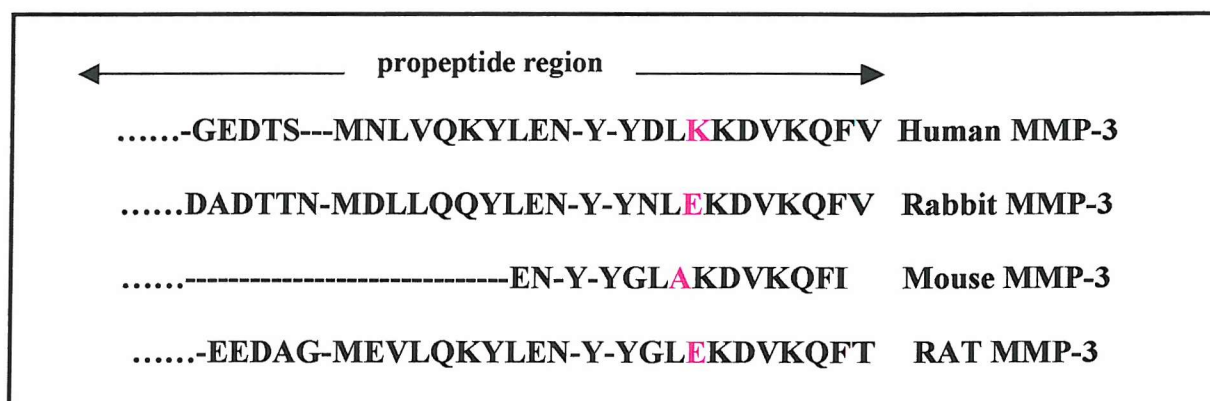 propeptide region
......-GEDTS---MNLVQKYLEN-Y-YDLKKDVKQFV Human MMP-3
......DADTTN-MDLLQQYLEN-Y-YNLEKDVKQFV Rabbit MMP-3
......------------------------------EN-Y-YGLAKDVKQFI Mouse MMP-3
......-EEDAG-MEVLQKYLEN-Y-YGLEKDVKQFT RAT MMP-3